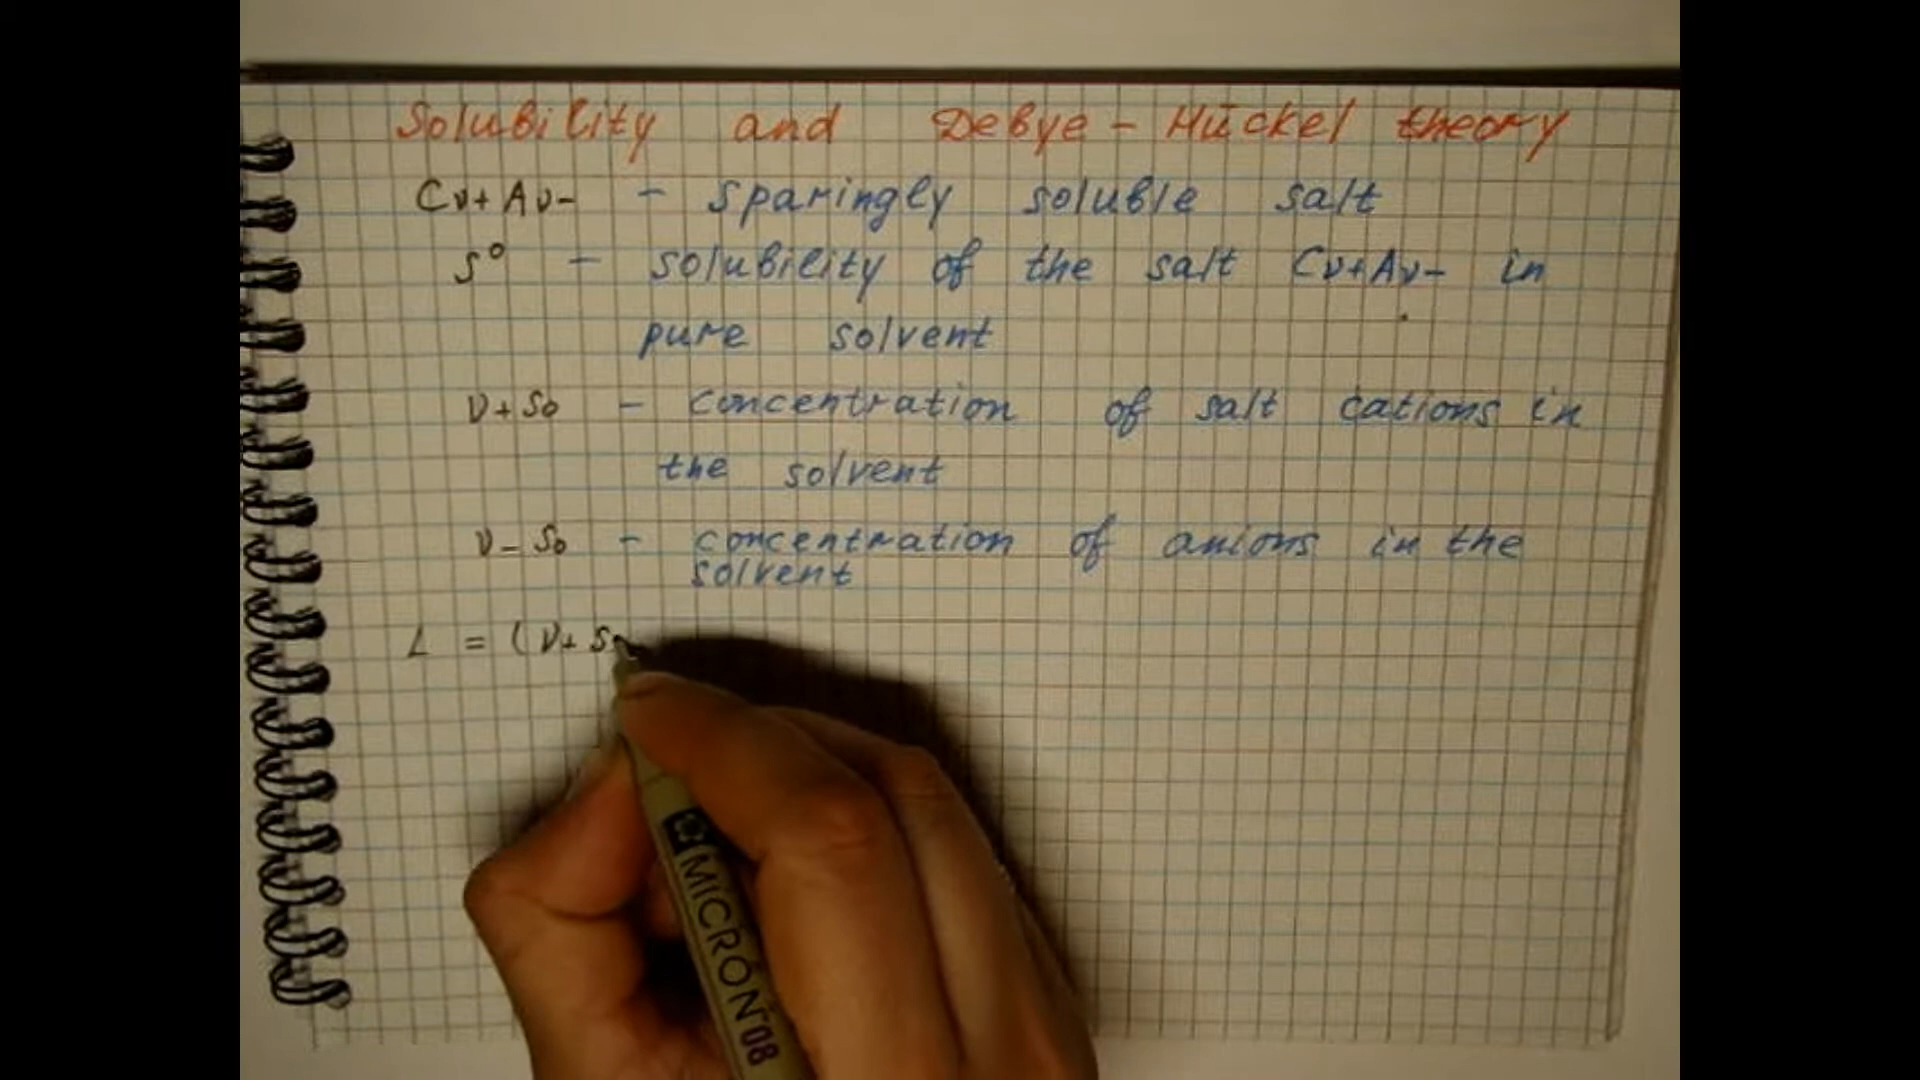 Solubility and Debye - Hückel theory
Cν+Aν- - sparingly soluble salt
s⁰ - solubility of the salt Cν+Aν- in
pure solvent
ν+s₀ - concentration of salt cations in
the solvent
ν-s₀ - concentration of anions in the
solvent
L = (ν+s
MICRON 08